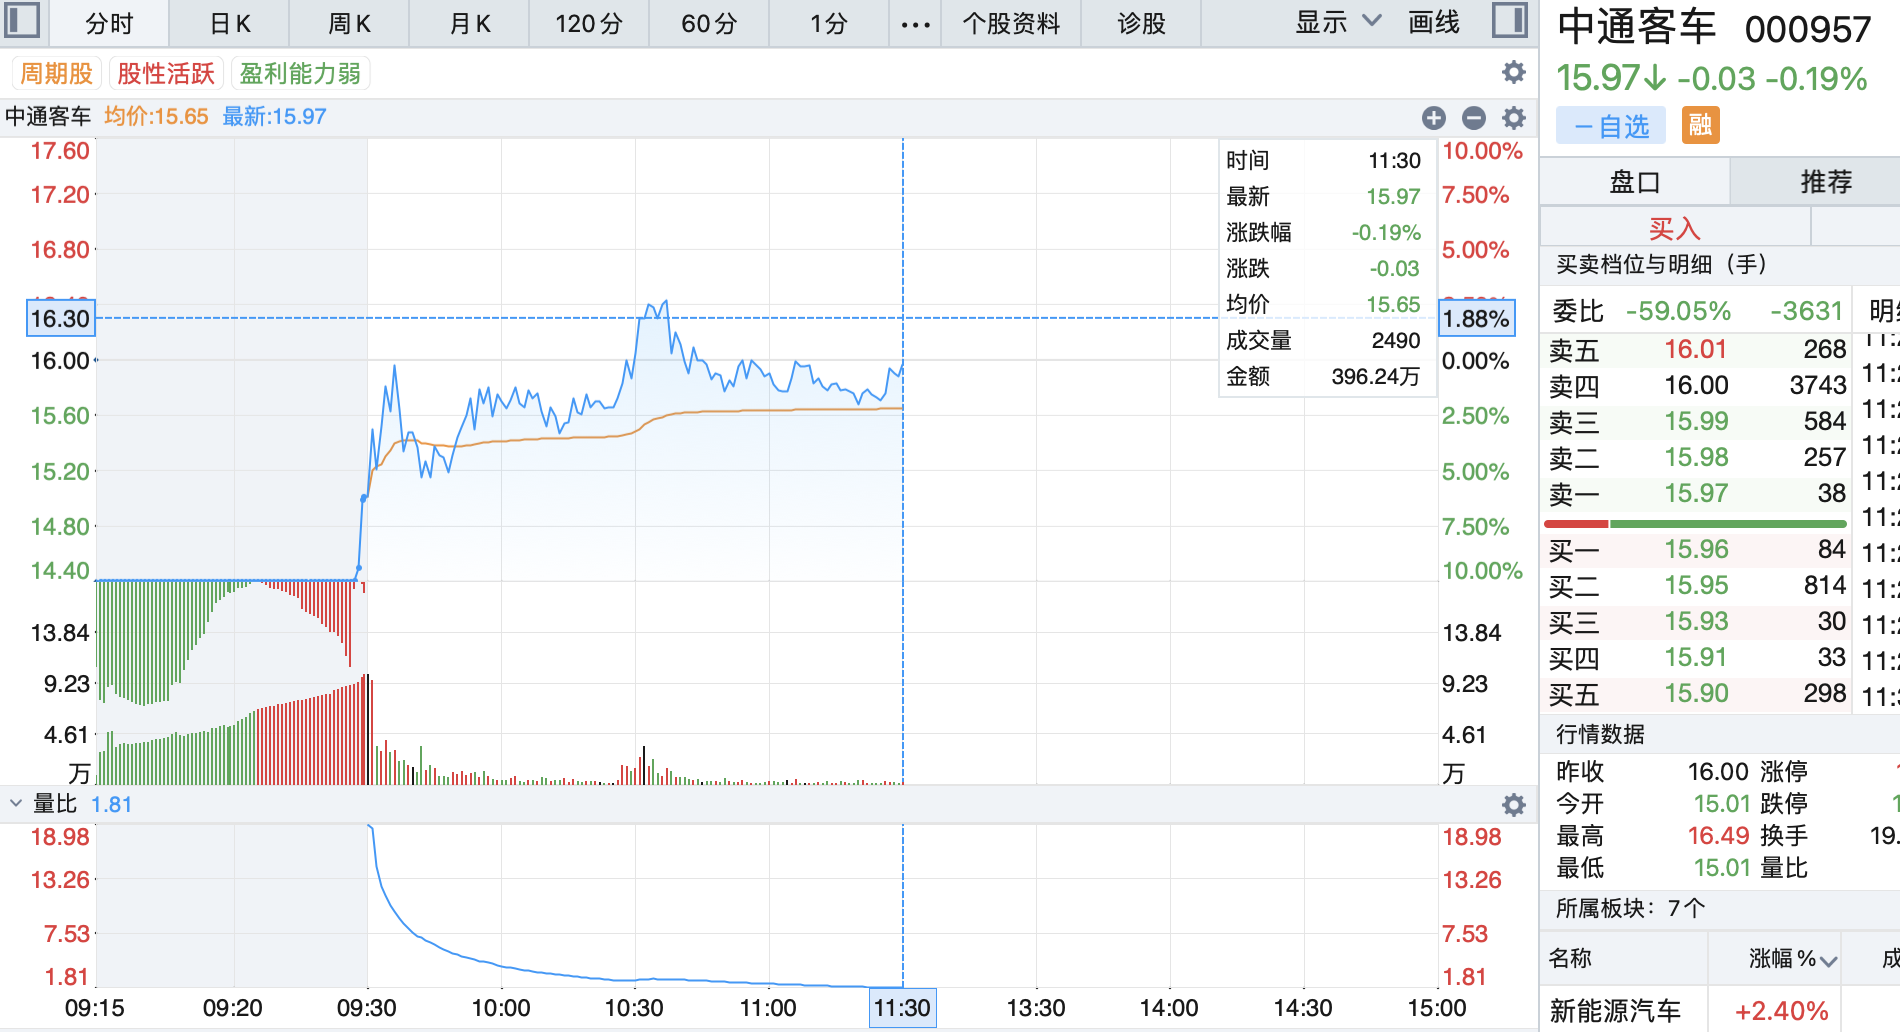 分时 日K 周K 月K 120分 60分 1分 ... 个股资料 诊股 显示 画线
周期股 股性活跃 盈利能力弱
中通客车 均价:15.65 最新:15.97
17.60
17.20
16.80
16.30
16.00
15.60
15.20
14.80
14.40
13.84
9.23
4.61
万
10.00%
7.50%
5.00%
1.88%
0.00%
2.50%
5.00%
7.50%
10.00%
13.84
9.23
4.61
万
时间 11:30
最新 15.97
涨跌幅 -0.19%
涨跌 -0.03
均价 15.65
成交量 2490
金额 396.24万
量比 1.81
18.98
13.26
7.53
1.81
18.98
13.26
7.53
1.81
09:15 09:20 09:30 10:00 10:30 11:00 11:30 13:30 14:00 14:30 15:00
中通客车 000957
15.97↓ -0.03 -0.19%
－自选 融
盘口 推荐
买入
买卖档位与明细（手）
委比 -59.05% -3631
卖五 16.01 268
卖四 16.00 3743
卖三 15.99 584
卖二 15.98 257
卖一 15.97 38
买一 15.96 84
买二 15.95 814
买三 15.93 30
买四 15.91 33
买五 15.90 298
行情数据
昨收 16.00 涨停
今开 15.01 跌停
最高 16.49 换手 19.
最低 15.01 量比
所属板块：7个
名称 涨幅%
新能源汽车 +2.40%